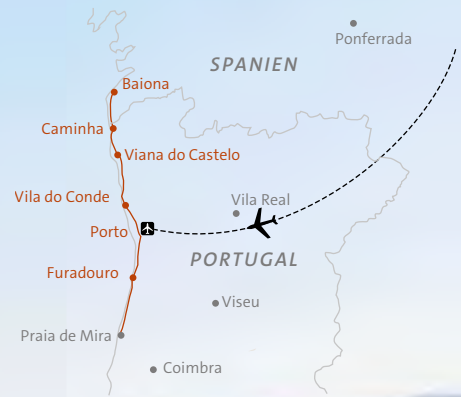 Ponferrada
SPANIEN
Baiona
Caminha
Viana do Castelo
Vila do Conde
Vila Real
Porto
PORTUGAL
Furadouro
Viseu
Praia de Mira
Coimbra